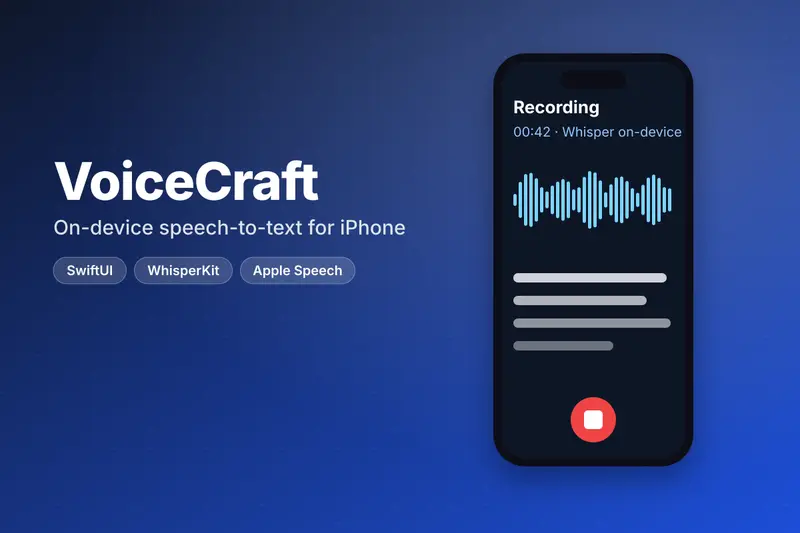 VoiceCraft
On-device speech-to-text for iPhone
SwiftUI WhisperKit Apple Speech
Recording
00:42 · Whisper on-device